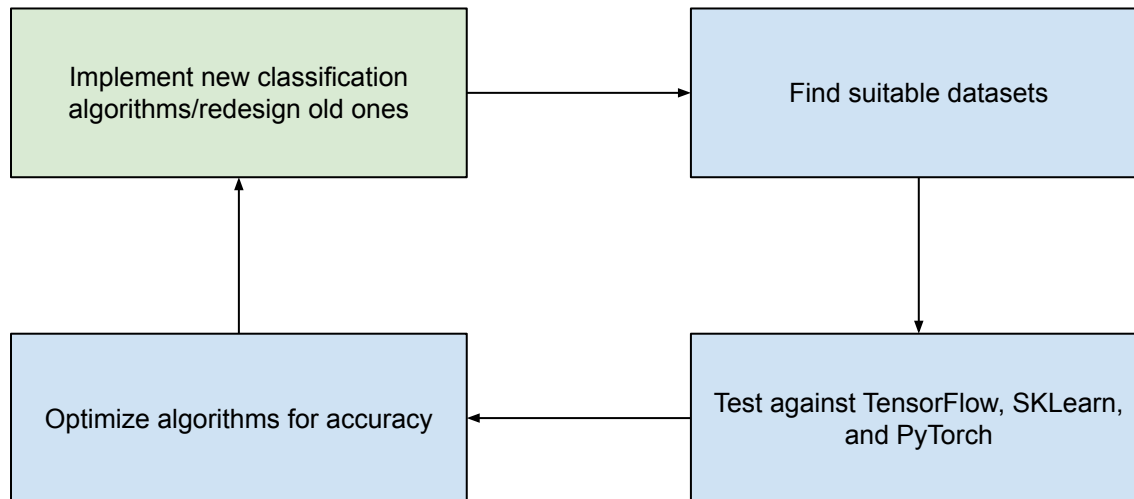 Implement new classification
algorithms/redesign old ones
Find suitable datasets
Optimize algorithms for accuracy
Test against TensorFlow, SKLearn,
and PyTorch